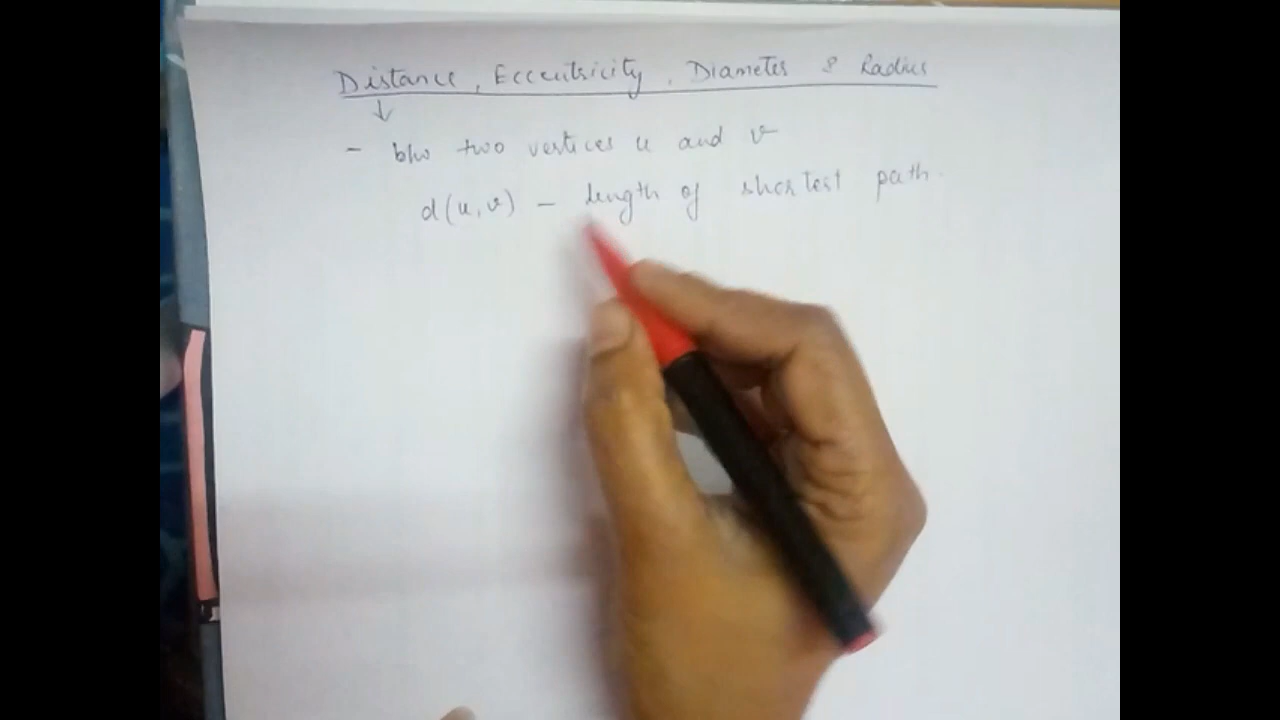 Distance, Eccentricity, Diameter & Radius
- b/w two vertices u and v
d(u,v) - length of shortest path.